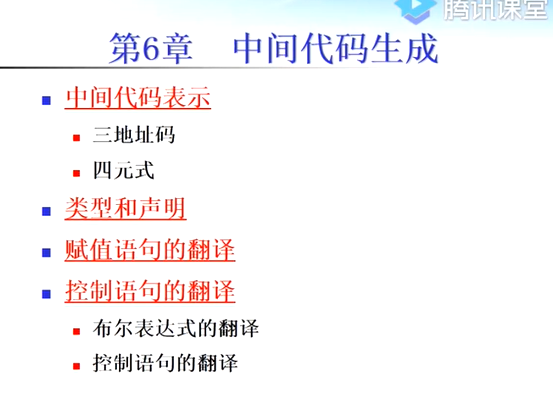 腾讯课堂
第6章 中间代码生成
中间代码表示
三地址码
四元式
类型和声明
赋值语句的翻译
控制语句的翻译
布尔表达式的翻译
控制语句的翻译